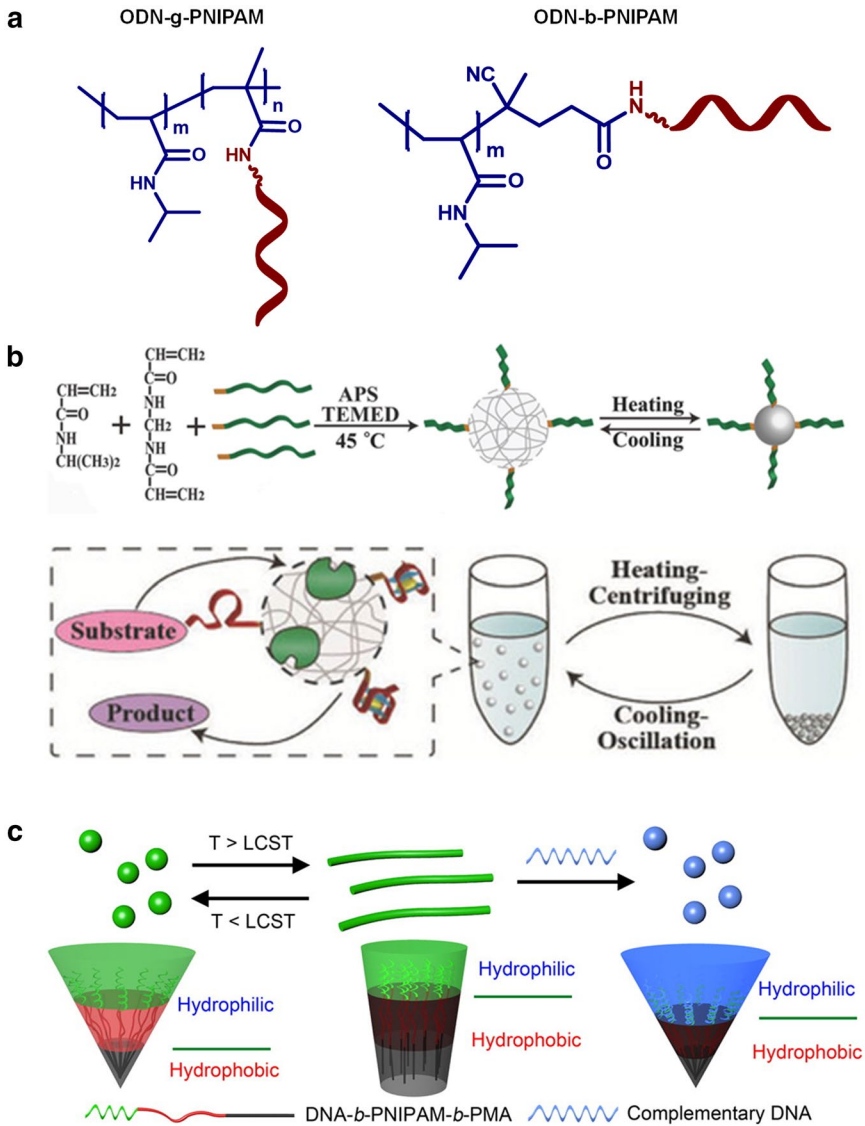 a
ODN-g-PNIPAM
ODN-b-PNIPAM
m
n
O
HN
HN
O
NC
H
N
O
m
O
HN
b
CH=CH2
C=O
NH
CH(CH3)2
+
CH=CH2
C=O
NH
CH2
NH
C=O
CH=CH2
+
APS
TEMED
45 °C
Heating
Cooling
Substrate
Product
Heating-
Centrifuging
Cooling-
Oscillation
c
T > LCST
T < LCST
Hydrophilic
Hydrophobic
Hydrophilic
Hydrophobic
Hydrophilic
Hydrophobic
DNA-b-PNIPAM-b-PMA
Complementary DNA